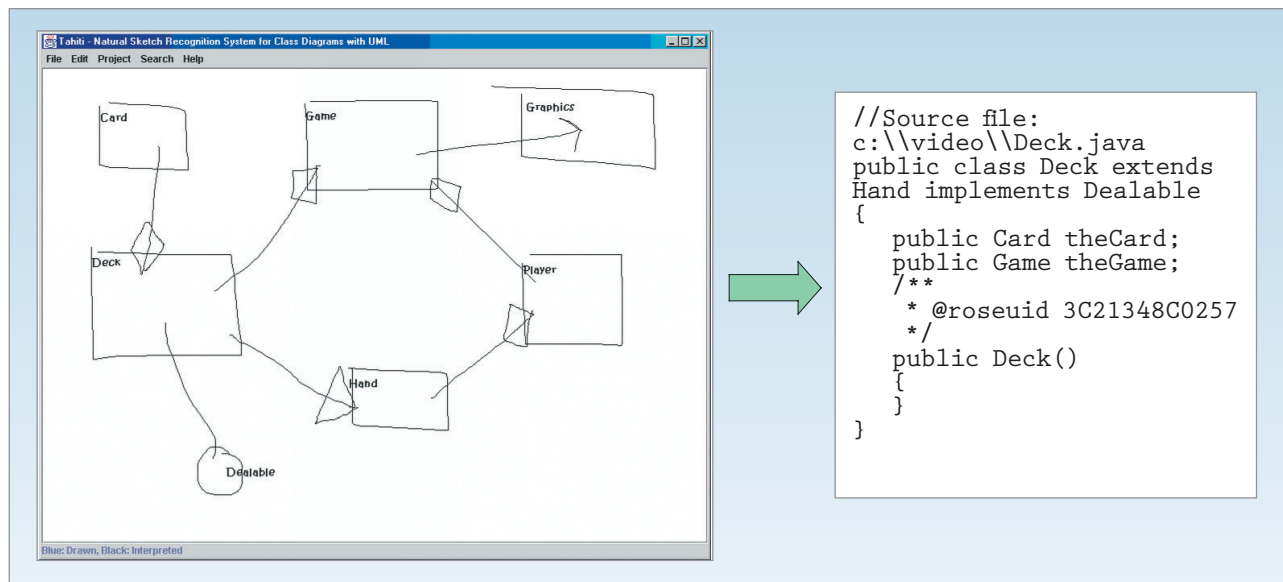 Tahiti - Natural Sketch Recognition System for Class Diagrams with UML
File Edit Project Search Help
Card
Game
Graphics
Deck
Player
Hand
Dealable
Blue: Drawn, Black: Interpreted
//Source file:
c:\\video\\Deck.java
public class Deck extends
Hand implements Dealable
{
public Card theCard;
public Game theGame;
/**
* @roseuid 3C21348C0257
*/
public Deck()
{
}
}